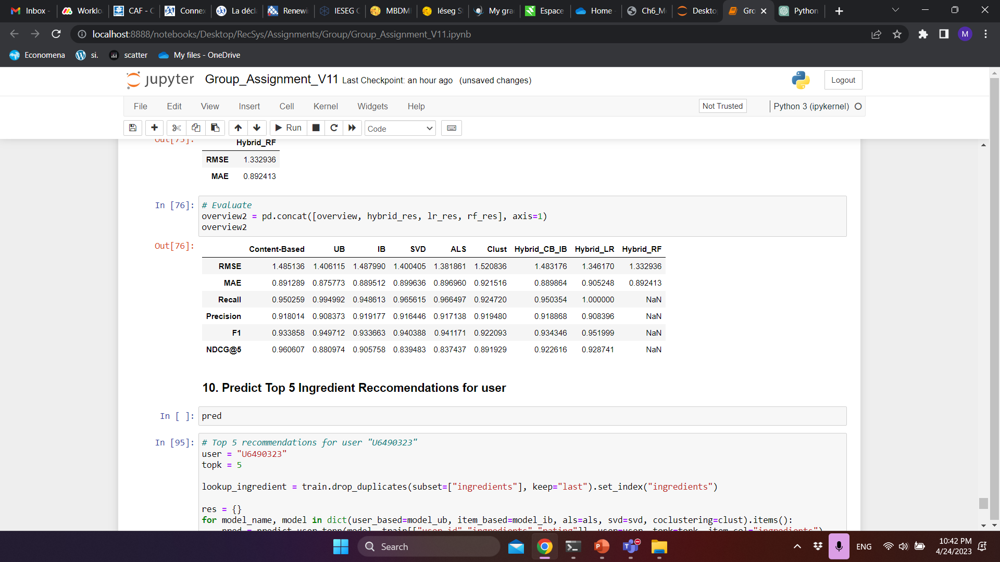 Inbox -
Worklo
CAF - C
Connex
La décl
Renewi
IESEG C
MBDM
Iéseg S
My gra
Espace
Home -
Ch6_Mo
Deskto
Gro
Python
localhost:8888/notebooks/Desktop/RecSys/Assignments/Group/Group_Assignment_V11.ipynb
M
Economena
si.
scatter
My files - OneDrive
jupyter Group_Assignment_V11 Last Checkpoint: an hour ago (unsaved changes)
Logout
File Edit View Insert Cell Kernel Widgets Help
Not Trusted
Python 3 (ipykernel)
Run
Code
Out[75]:
Hybrid_RF
RMSE 1.332936
MAE 0.892413
In [76]: # Evaluate
overview2 = pd.concat([overview, hybrid_res, lr_res, rf_res], axis=1)
overview2
Out[76]:
Content-Based UB IB SVD ALS Clust Hybrid_CB_IB Hybrid_LR Hybrid_RF
RMSE 1.485136 1.406115 1.487990 1.400405 1.381861 1.520836 1.483176 1.346170 1.332936
MAE 0.891289 0.875773 0.889512 0.899636 0.896960 0.921516 0.889864 0.905248 0.892413
Recall 0.950259 0.994992 0.948613 0.965615 0.966497 0.924720 0.950354 1.000000 NaN
Precision 0.918014 0.908373 0.919177 0.916446 0.917138 0.919480 0.918868 0.908396 NaN
F1 0.933858 0.949712 0.933663 0.940388 0.941171 0.922093 0.934346 0.951999 NaN
NDCG@5 0.960607 0.880974 0.905758 0.839483 0.837437 0.891929 0.922616 0.928741 NaN
10. Predict Top 5 Ingredient Reccomendations for user
In [ ]: pred
In [95]: # Top 5 recommendations for user "U6490323"
user = "U6490323"
topk = 5
lookup_ingredient = train.drop_duplicates(subset=["ingredients"], keep="last").set_index("ingredients")
res = {}
for model_name, model in dict(user_based=model_ub, item_based=model_ib, als=als, svd=svd, coclustering=clust).items():
pred = predict_user_topn(model, train[["user_id","ingredients","rating"]], user=user, topk=topk, item_col="ingredients")
Search
ENG
10:42 PM
4/24/2023